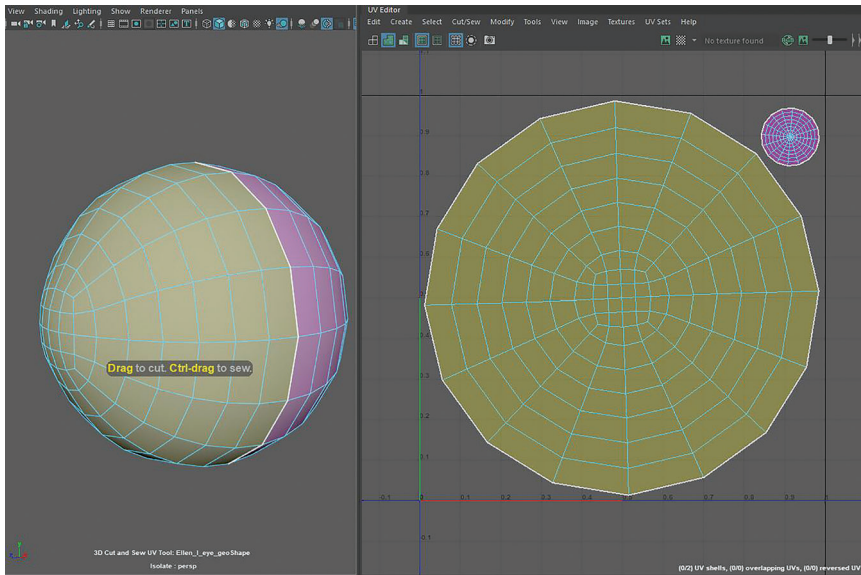 UV Editor
View Shading Lighting Show Renderer Panels
Edit Create Select Cut/Sew Modify Tools View Image Textures UV Sets Help
No texture found
1
0.9
0.8
0.7
0.6
0.4
0.3
0.2
0.1
-0.1 0 0.1 0.2 0.3 0.4 0.5 0.6 0.7 0.8 0.9 1
-0.1
Drag to cut. Ctrl-drag to sew.
3D Cut and Sew UV Tool: Ellen_l_eye_geoShape
Isolate : persp
(0/2) UV shells, (0/0) overlapping UVs, (0/0) reversed UV